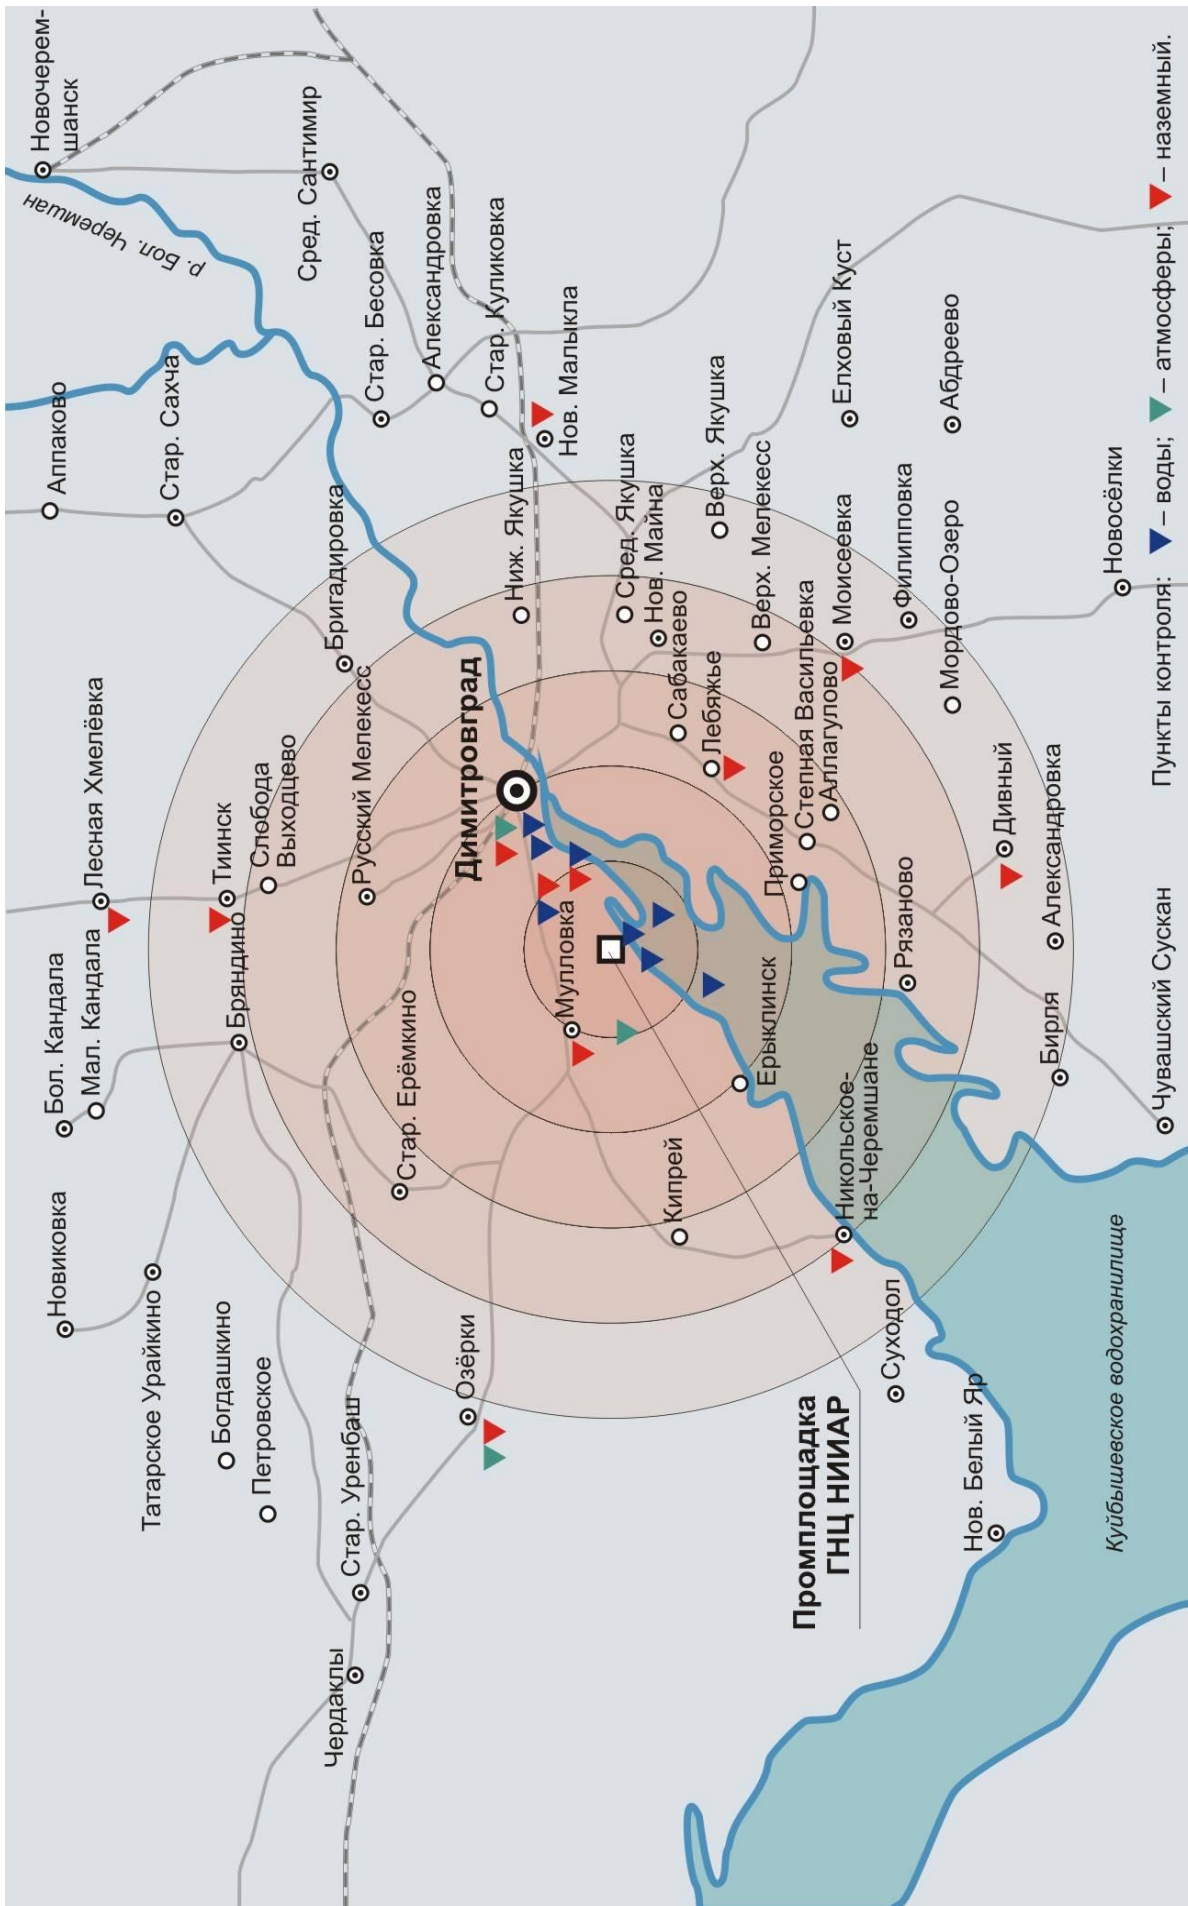 Новочерем-
шанск
р. Бол. Черемшан
Сред. Сантимир
Стар. Бесовка
Александровка
Стар. Куликовка
Нов. Малыкла
Елховый Куст
Абдреево
Аппаково
Стар. Сахча
Бригадировка
Ниж. Якушка
Сред. Якушка
Нов. Майна
Верх. Якушка
Верх. Мелекесс
Моисеевка
Филипповка
Мордово-Озеро
Новосёлки
Лесная Хмелёвка
Тиинск
Слобода
Выходцево
Русский Мелекесс
Димитровград
Сабакаево
Лебяжье
Приморское
Степная Васильевка
Аллагулово
Дивный
Александровка
Бол. Кандала
Мал. Кандала
Бряндино
Стар. Ерёмкино
Мулловка
Ерыклинск
Рязаново
Бирля
Чувашский Сускан
Новиковка
Татарское Урайкино
Богдашкино
Петровское
Стар. Уренбаш
Озёрки
Кипрей
Никольское-
на-Черемшане
Суходол
Нов. Белый Яр
Чердаклы
Промплощадка
ГНЦ НИИАР
Куйбышевское водохранилище
Пункты контроля: – воды; – атмосферы; – наземный.